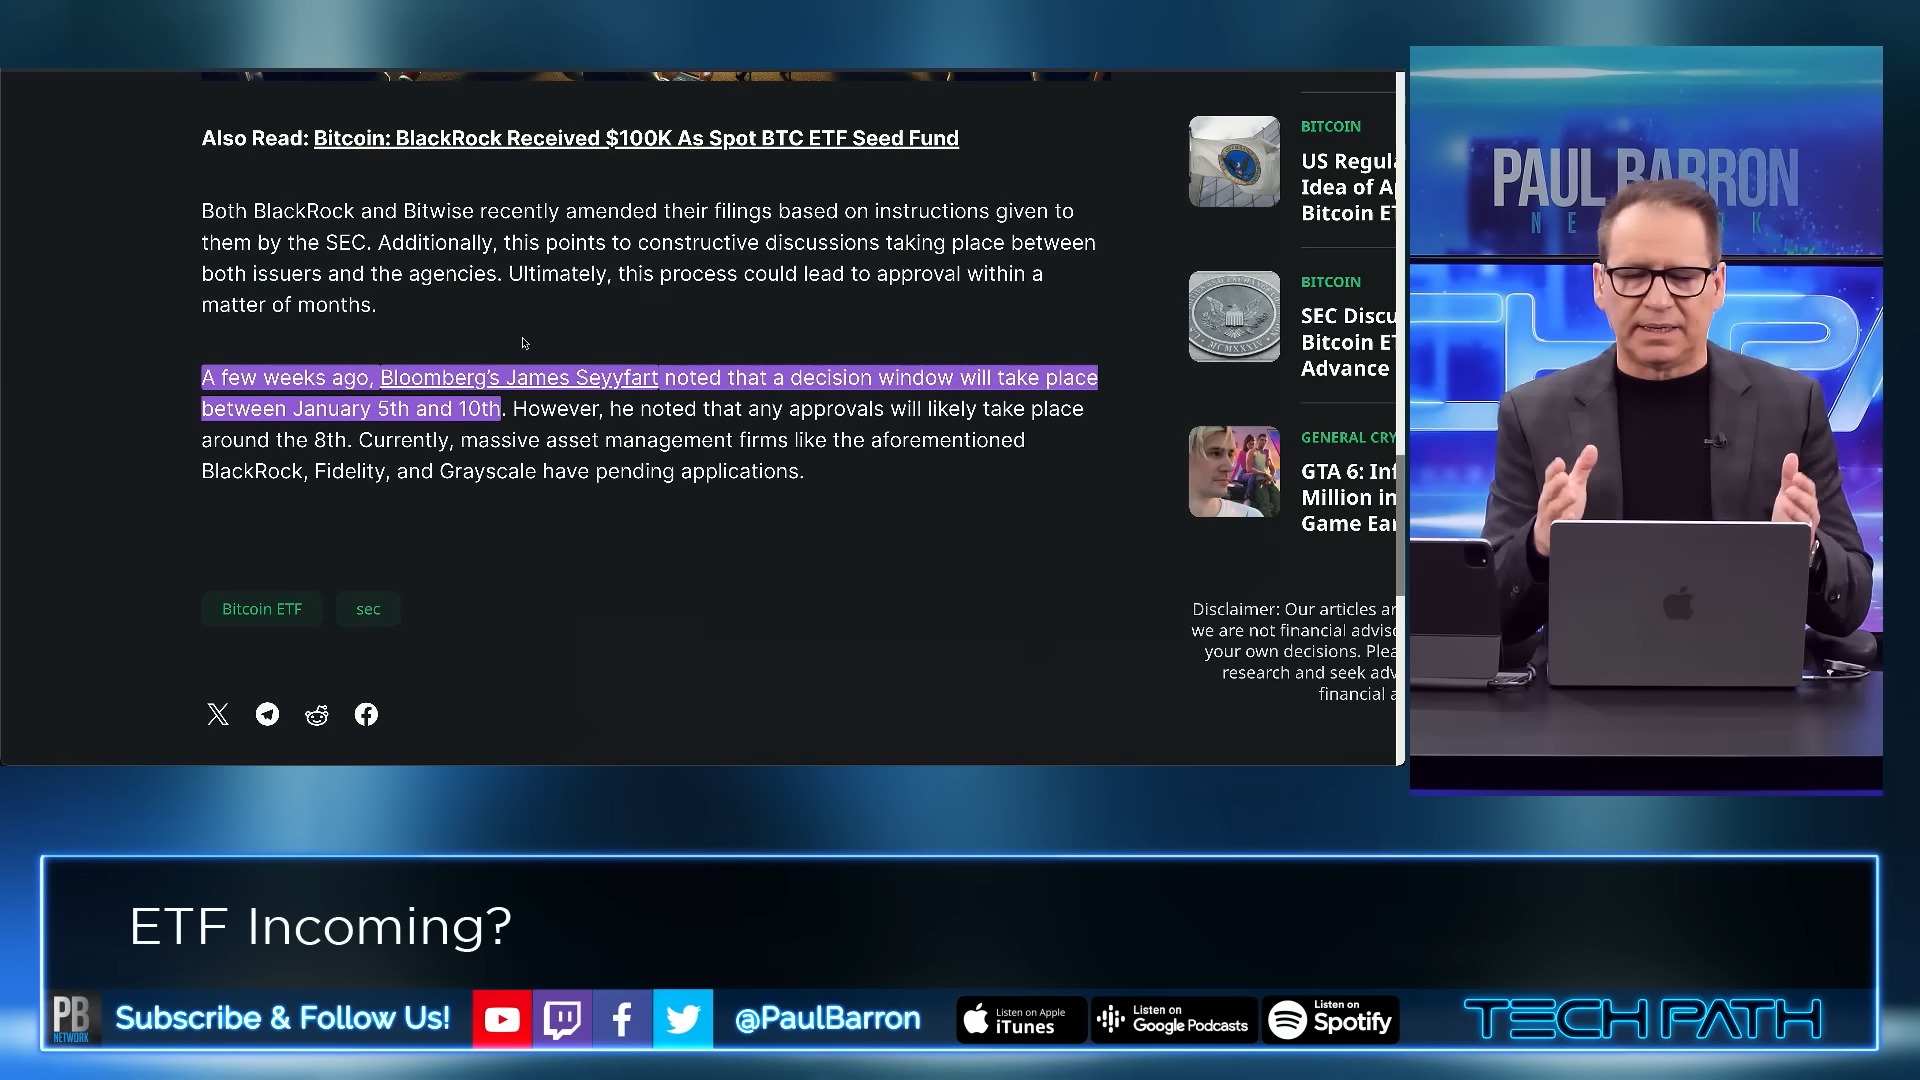 Also Read: Bitcoin: BlackRock Received $100K As Spot BTC ETF Seed Fund
Both BlackRock and Bitwise recently amended their filings based on instructions given to
them by the SEC. Additionally, this points to constructive discussions taking place between
both issuers and the agencies. Ultimately, this process could lead to approval within a
matter of months.
A few weeks ago, Bloomberg's James Seyyfart noted that a decision window will take place
between January 5th and 10th. However, he noted that any approvals will likely take place
around the 8th. Currently, massive asset management firms like the aforementioned
BlackRock, Fidelity, and Grayscale have pending applications.
Bitcoin ETF
sec
BITCOIN
US Regul
Idea of A
Bitcoin E
BITCOIN
SEC Discu
Bitcoin E
Advance
GENERAL CRY
GTA 6: In
Million in
Game Ear
Disclaimer: Our articles ar
we are not financial advis
your own decisions. Plea
research and seek adv
financial a
PAUL BARRON
ETF Incoming?
PB
NETWORK
Subscribe & Follow Us!
@PaulBarron
Listen on Apple
iTunes
Listen on
Google Podcasts
Listen on
Spotify
TECH PATH